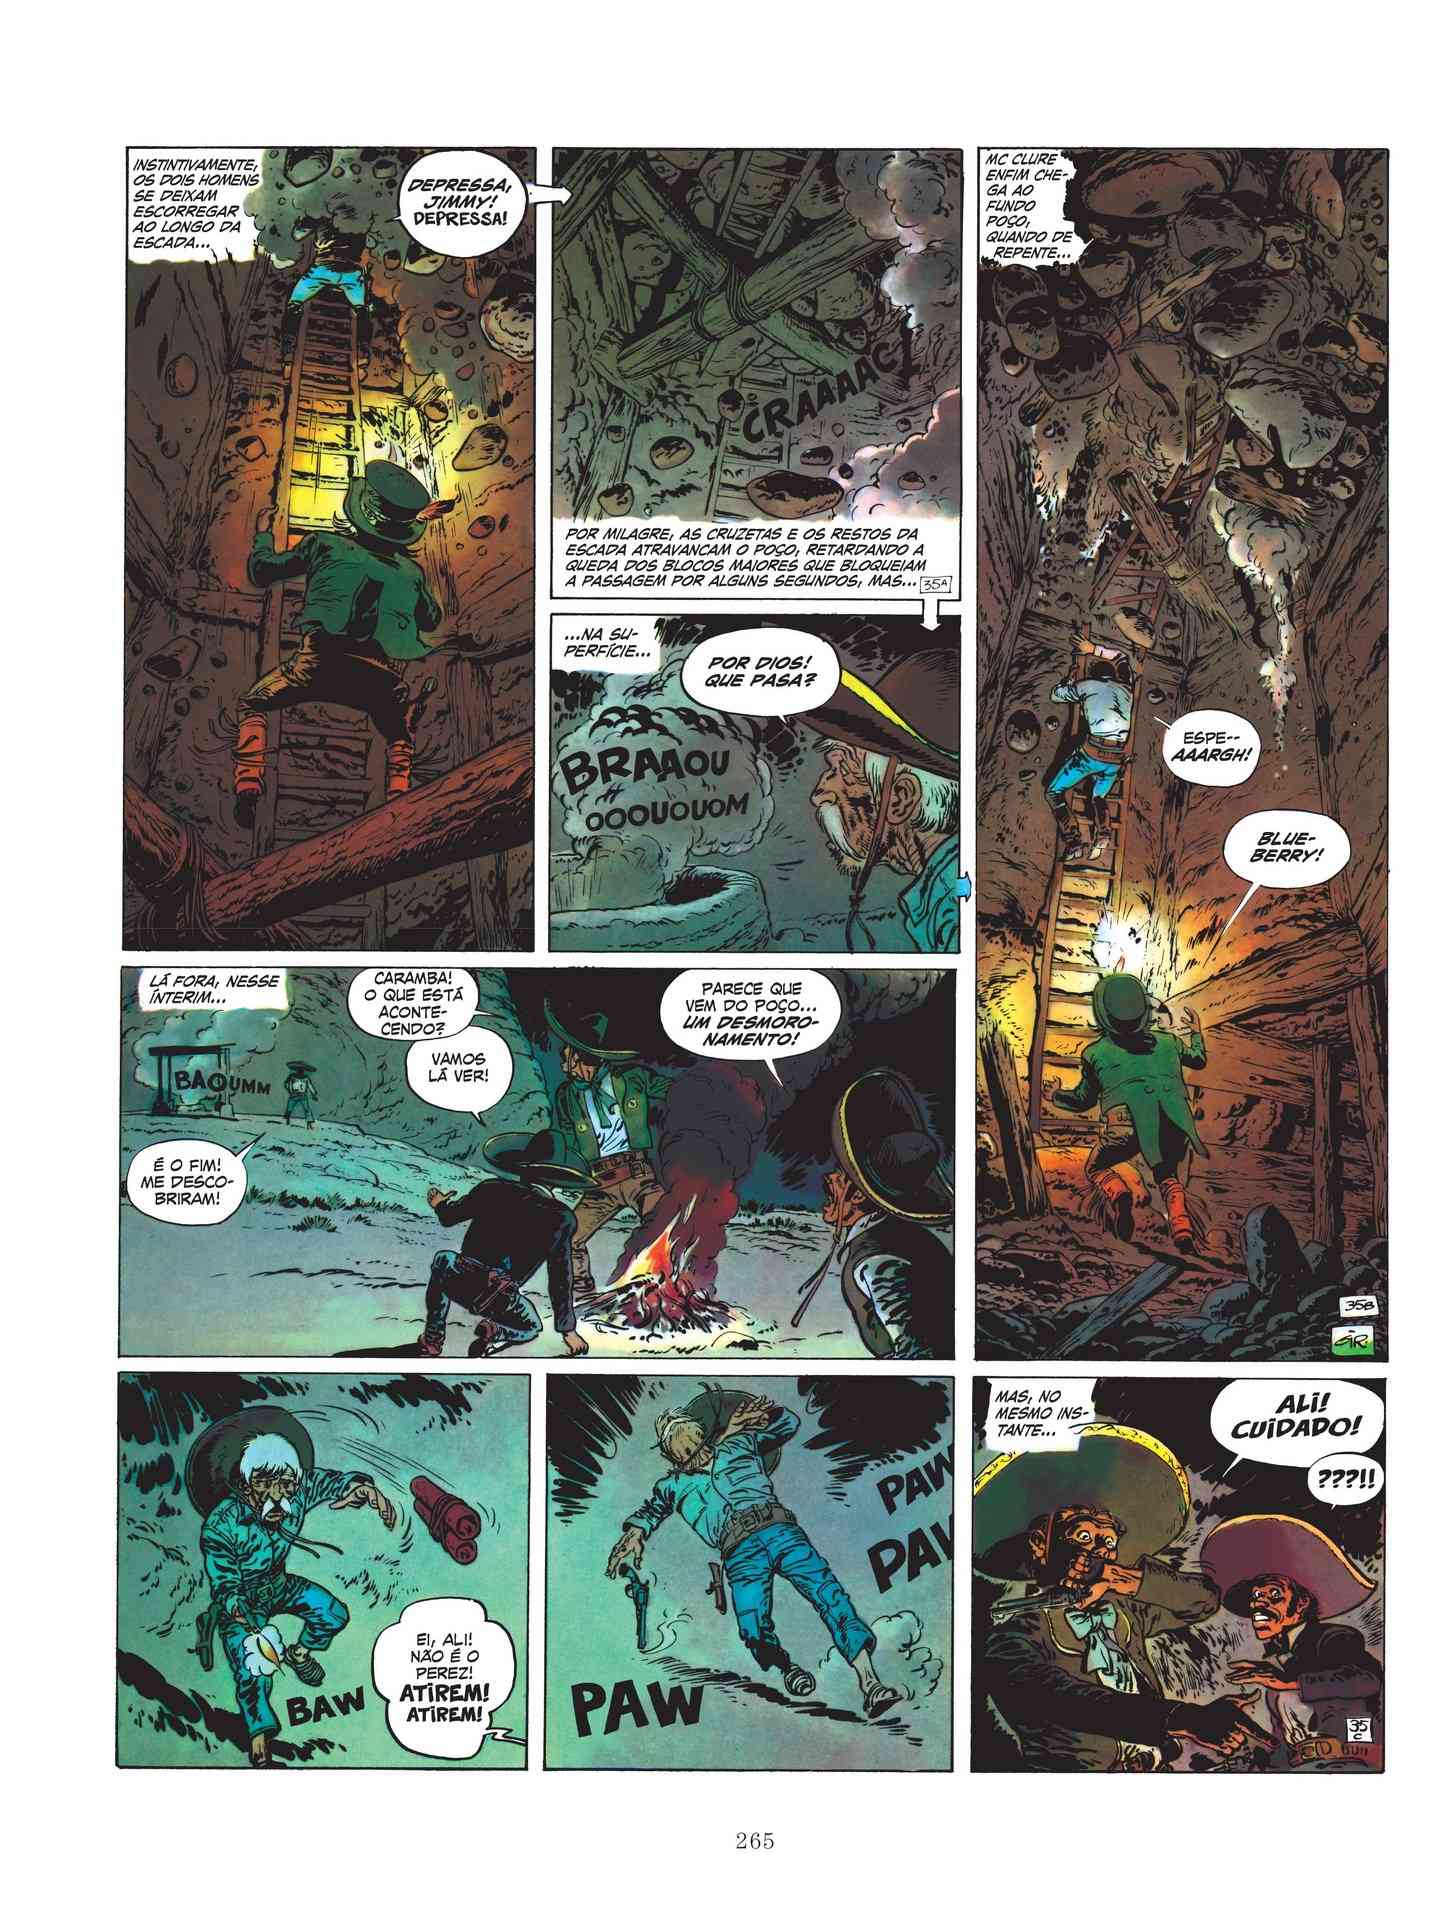 INSTINTIVAMENTE,
OS DOIS HOMENS
SE DEIXAM
ESCORREGAR
AO LONGO DA
ESCADA...
DEPRESSA,
JIMMY!
DEPRESSA!
CRAAAACZ
POR MILAGRE, AS CRUZETAS E OS RESTOS DA
ESCADA ATRAVANCAM O POÇO, RETARDANDO A
QUEDA DOS BLOCOS MAIORES QUE BLOQUEIAM
A PASSAGEM POR ALGUNS SEGUNDOS, MAS...
35A
...NA SU-
PERFÍCIE...
POR DIOS!
QUE PASA?
BRAAOU
OOOUOUOM
MC CLURE
ENFIM CHE-
GA AO
FUNDO
POÇO,
QUANDO DE
REPENTE...
ESPE--
AAARGH!
BLUE-
BERRY!
35B
GIR.
LÁ FORA, NESSE
ÍNTERIM...
BAOUMM
É O FIM!
ME DESCO-
BRIRAM!
CARAMBA!
O QUE ESTÁ
ACONTE-
CENDO?
VAMOS
LÁ VER!
PARECE QUE
VEM DO POÇO...
UM DESMORO-
NAMENTO!
BAW
EI, ALI!
NÃO É O
PEREZ!
ATIREM!
ATIREM!
PAW
PAW
PAW
MAS, NO
MESMO INS-
TANTE...
ALI!
CUIDADO!
???!!
35
C
265